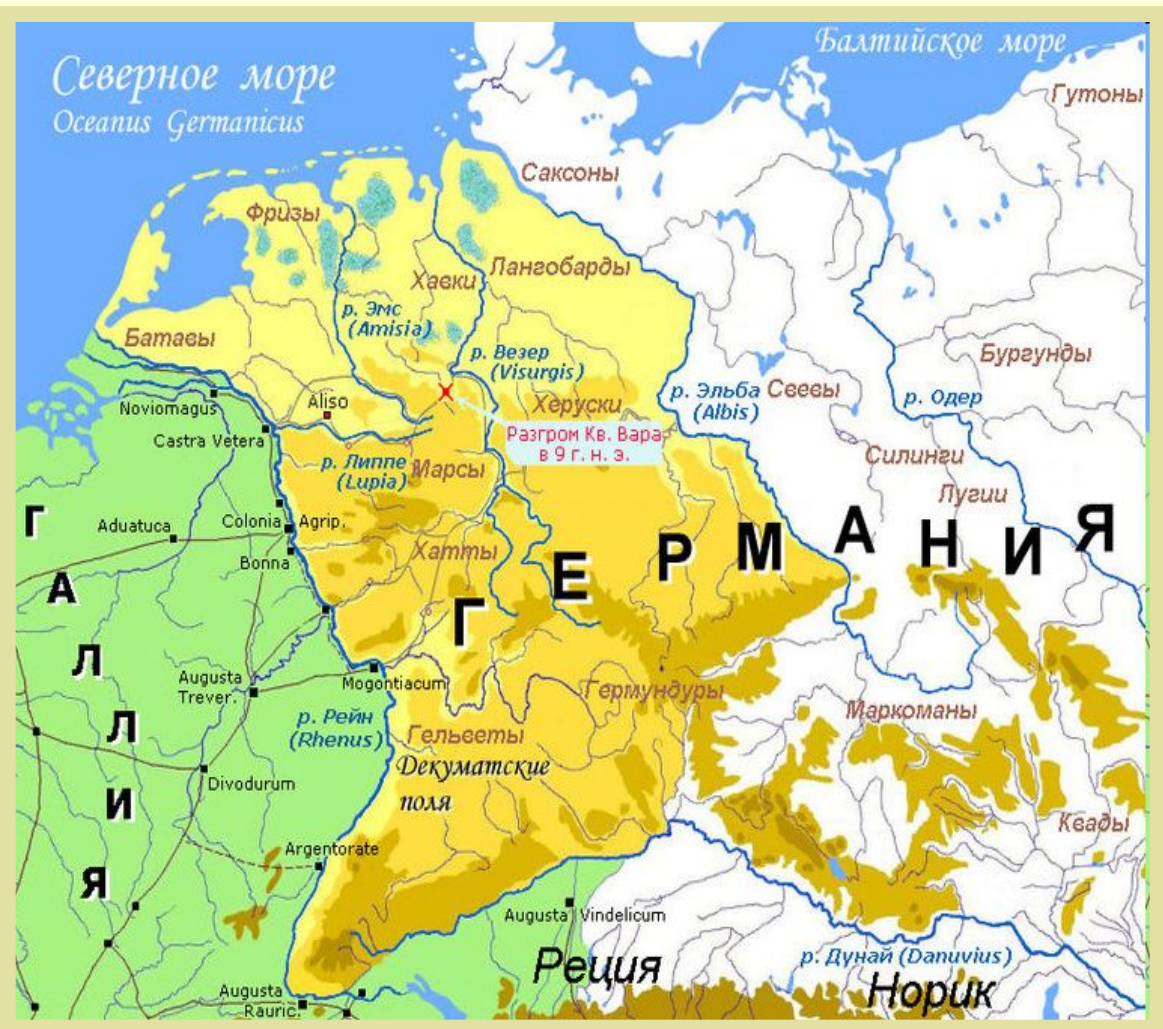 Балтийское море
Северное море
Oceanus Germanicus
Гутоны
Саксоны
Фризы
Лангобарды
Хавки
р. Эмс
(Amisia)
Батавы
р. Везер
(Visurgis)
Бургунды
р. Эльба
(Albis)
Свевы
р. Одер
Noviomagus
Aliso
Херуски
Castra Vetera
Разгром Кв. Вара
в 9 г. н. э.
р. Липпе
(Lupia)
Марсы
Силинги
Лугии
Aduatuca
Colonia Agrip.
Bonna
Хатты
ГАЛЛИЯ
ГЕРМАНИЯ
Augusta
Trever.
Mogontiacum
Гермундуры
Маркоманы
р. Рейн
(Rhenus)
Гельветы
Декуматские
поля
Divodurum
Квады
Argentorate
Augusta Vindelicum
Реция
р. Дунай (Danuvius)
Норик
Augusta
Rauric.